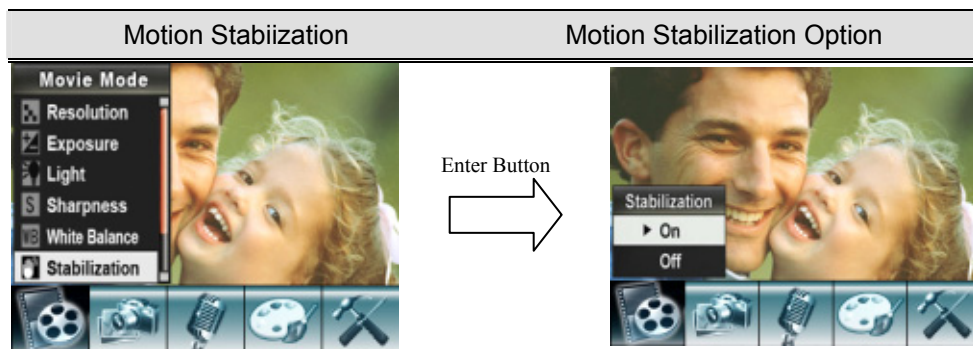 Motion Stabiization
Motion Stabilization Option
Movie Mode
Resolution
Exposure
Light
S Sharpness
WB White Balance
Stabilization
Enter Button
Stabilization
On
Off